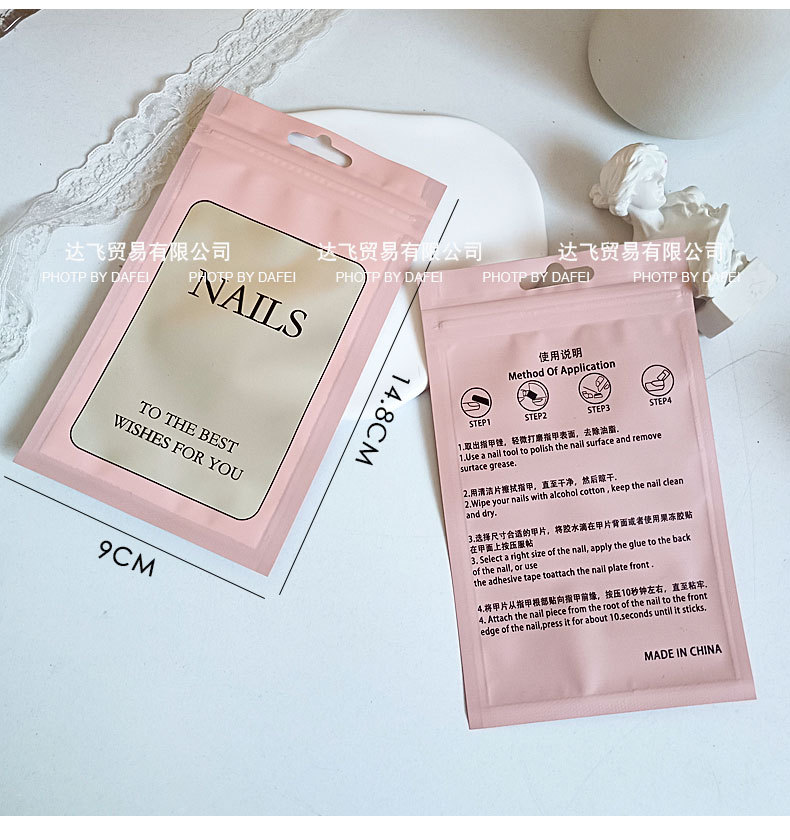 达飞贸易有限公司 达飞贸易有限公司 达飞贸易有限公司
PHOTP BY DAFEI PHOTP BY DAFEI PHOTP BY DAFEI PHOTP BY DAFEI PHOTP BY DAFEI
NAILS
TO THE BEST
WISHES FOR YOU
9CM
14.8CM
使用说明
Method Of Application
STEP1 STEP2 STEP3 STEP4
1.取出指甲锉，轻微打磨指甲表面，去除油脂.
1.Use a nail tool to polish the nail surface and remove
surtace grease.
2.用清洁片擦拭指甲，直至干净，然后晾干.
2.Wipe your nails with alcohol cotton , keep the nail clean
and dry.
3.选择尺寸合适的甲片，将胶水滴在甲片背面或者使用果冻胶贴
在甲面上按压服帖
3. Select a right size of the nail, apply the glue to the back
of the nail, or use
the adhesive tape toattach the nail plate front .
4.将甲片从指甲根部贴向指甲前缘，按压10秒钟左右，直至粘牢.
4. Attach the nail piece from the root of the nail to the front
edge of the nail,press it for about 10.seconds until it sticks.
MADE IN CHINA